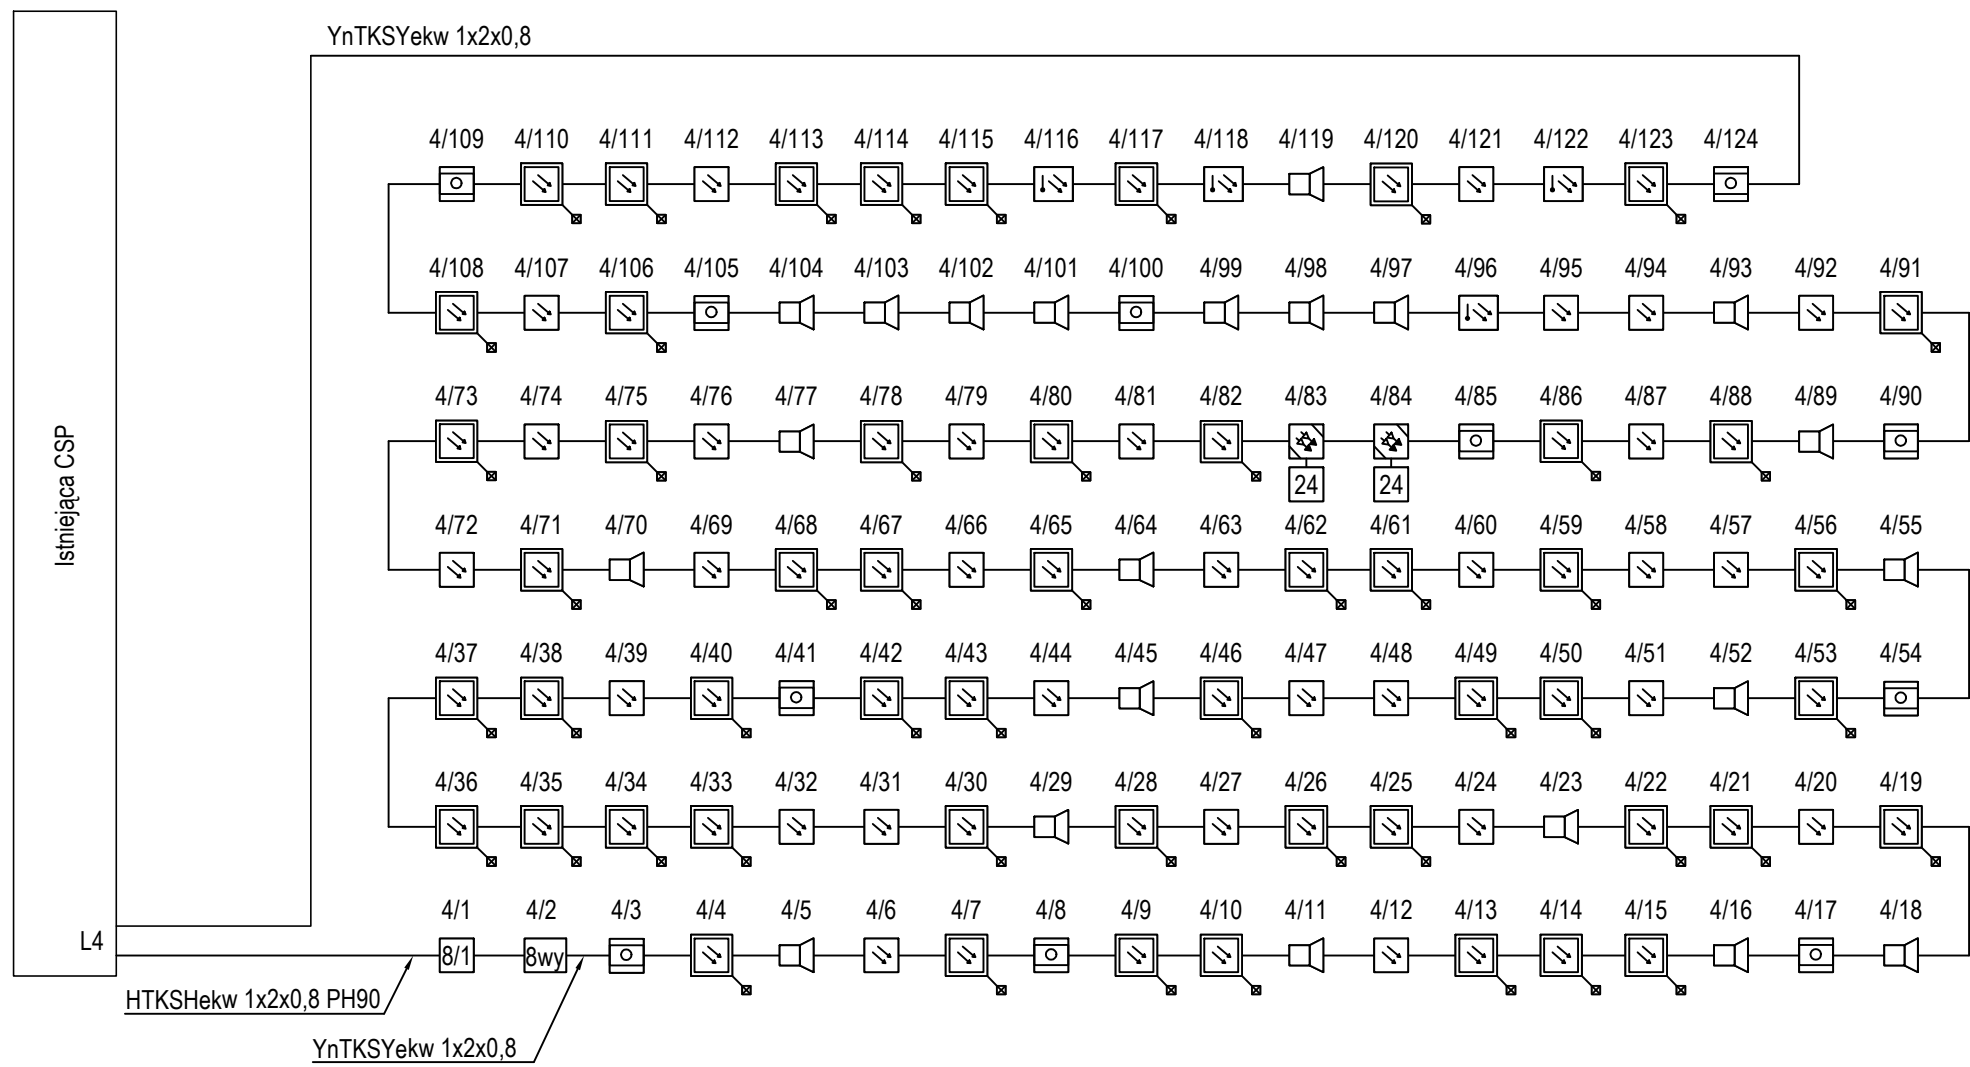 YnTKSYekw 1x2x0,8
4/109 4/110 4/111 4/112 4/113 4/114 4/115 4/116 4/117 4/118 4/119 4/120 4/121 4/122 4/123 4/124
4/108 4/107 4/106 4/105 4/104 4/103 4/102 4/101 4/100 4/99 4/98 4/97 4/96 4/95 4/94 4/93 4/92 4/91
4/73 4/74 4/75 4/76 4/77 4/78 4/79 4/80 4/81 4/82 4/83 4/84 4/85 4/86 4/87 4/88 4/89 4/90
24 24
Istniejąca CSP
4/72 4/71 4/70 4/69 4/68 4/67 4/66 4/65 4/64 4/63 4/62 4/61 4/60 4/59 4/58 4/57 4/56 4/55
4/37 4/38 4/39 4/40 4/41 4/42 4/43 4/44 4/45 4/46 4/47 4/48 4/49 4/50 4/51 4/52 4/53 4/54
4/36 4/35 4/34 4/33 4/32 4/31 4/30 4/29 4/28 4/27 4/26 4/25 4/24 4/23 4/22 4/21 4/20 4/19
4/1 4/2 4/3 4/4 4/5 4/6 4/7 4/8 4/9 4/10 4/11 4/12 4/13 4/14 4/15 4/16 4/17 4/18
L4
8/1 8wy
HTKSHekw 1x2x0,8 PH90
YnTKSYekw 1x2x0,8